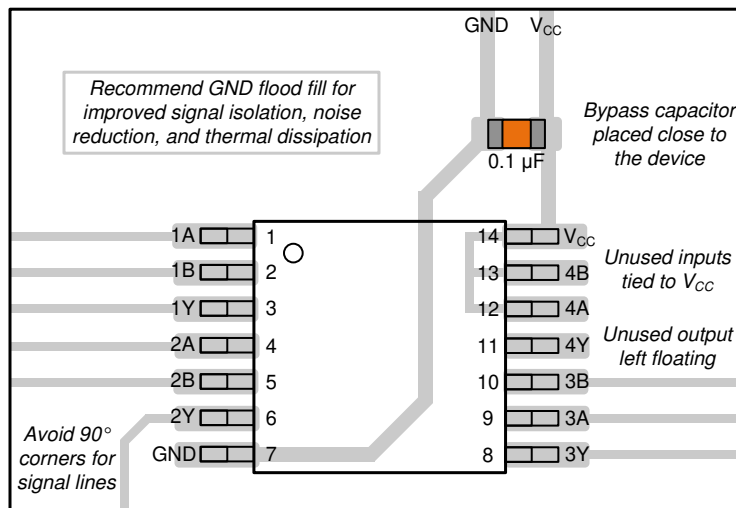 GND VCC
Recommend GND flood fill for
improved signal isolation, noise
reduction, and thermal dissipation
Bypass capacitor
placed close to
the device
0.1 µF
1A 1 14 VCC
1B 2 13 4B
Unused inputs
tied to VCC
1Y 3 12 4A
2A 4 11 4Y
Unused output
left floating
2B 5 10 3B
2Y 6 9 3A
Avoid 90°
corners for
signal lines
GND 7 8 3Y